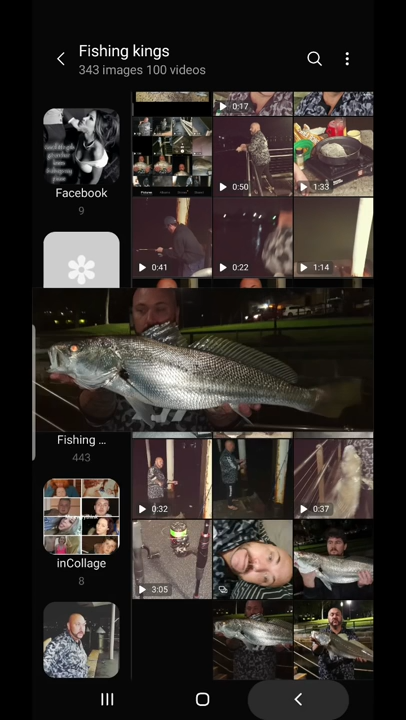 Fishing kings
343 images 100 videos
0:17
Facebook
9
0:50
1:33
0:41
0:22
1:14
Fishing ...
443
0:32
0:37
inCollage
8
3:05